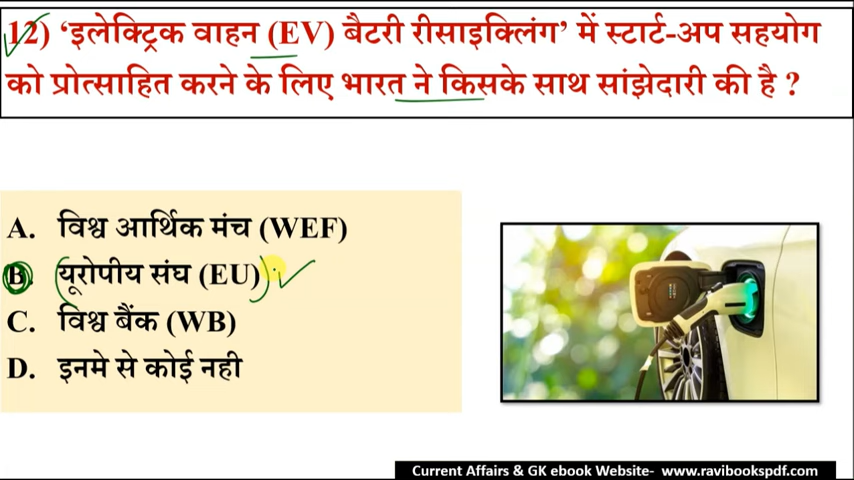 12) ‘इलेक्ट्रिक वाहन (EV) बैटरी रीसाइक्लिंग’ में स्टार्ट-अप सहयोग
को प्रोत्साहित करने के लिए भारत ने किसके साथ सांझेदारी की है ?
A. विश्व आर्थिक मंच (WEF)
B. यूरोपीय संघ (EU)
C. विश्व बैंक (WB)
D. इनमे से कोई नही
Current Affairs & GK ebook Website- www.ravibookspdf.com